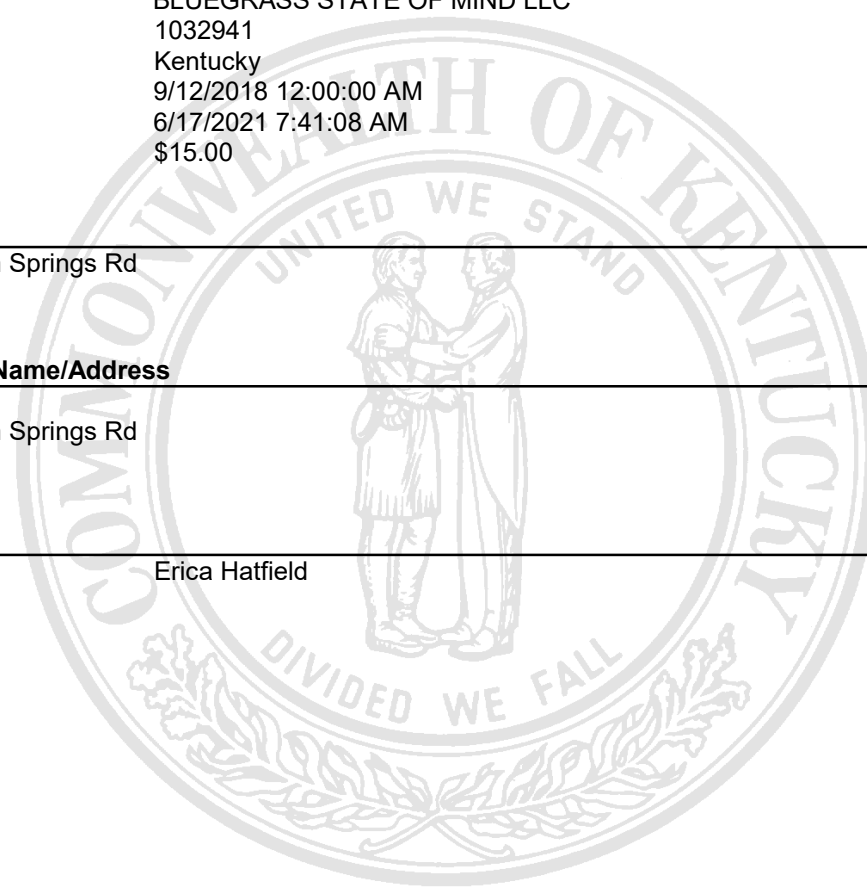 BLUEGRASS STATE OF MIND LLC
1032941
Kentucky
9/12/2018 12:00:00 AM
6/17/2021 7:41:08 AM
$15.00
Springs Rd
Name/Address
Springs Rd
Erica Hatfield
COMMONWEALTH OF KENTUCKY
UNITED WE STAND
DIVIDED WE FALL